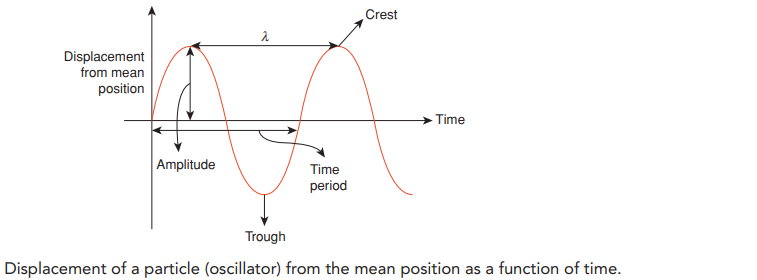 Crest
λ
Displacement
from mean
position
Time
Amplitude
Time
period
Trough
Displacement of a particle (oscillator) from the mean position as a function of time.